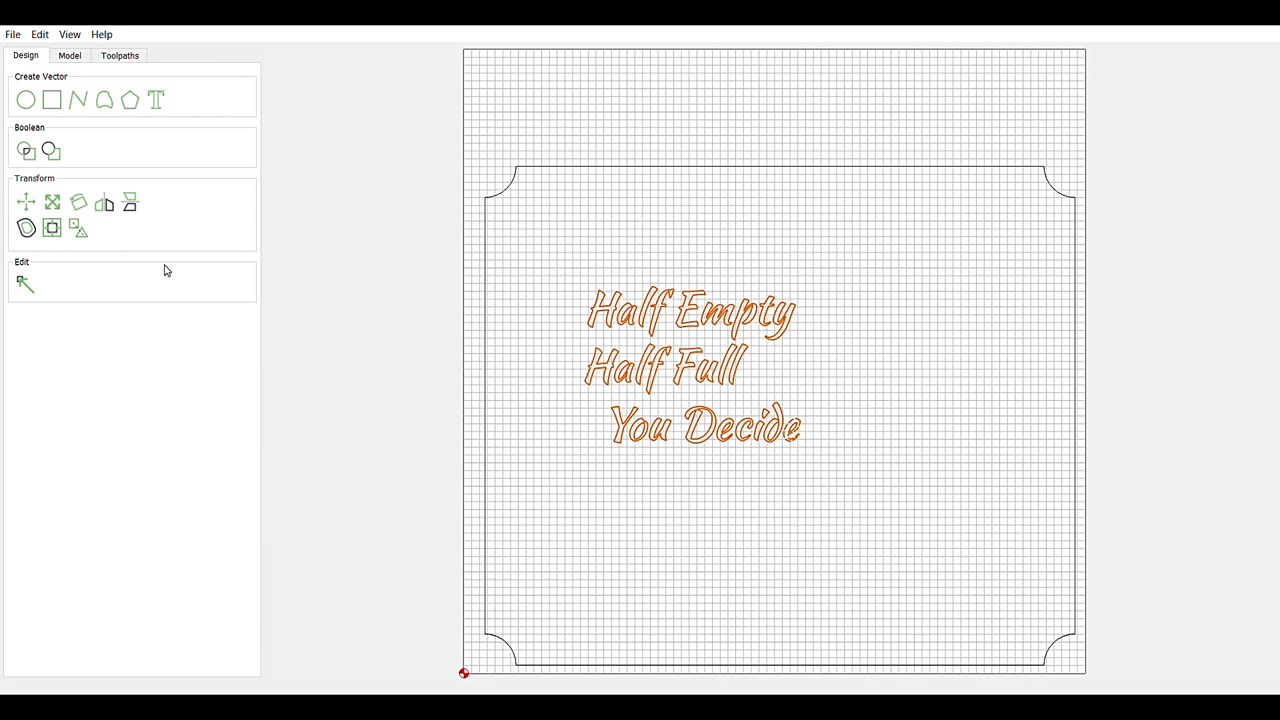 File Edit View Help
Design Model Toolpaths
Create Vector
Boolean
Transform
Edit
Half Empty
Half Full
You Decide